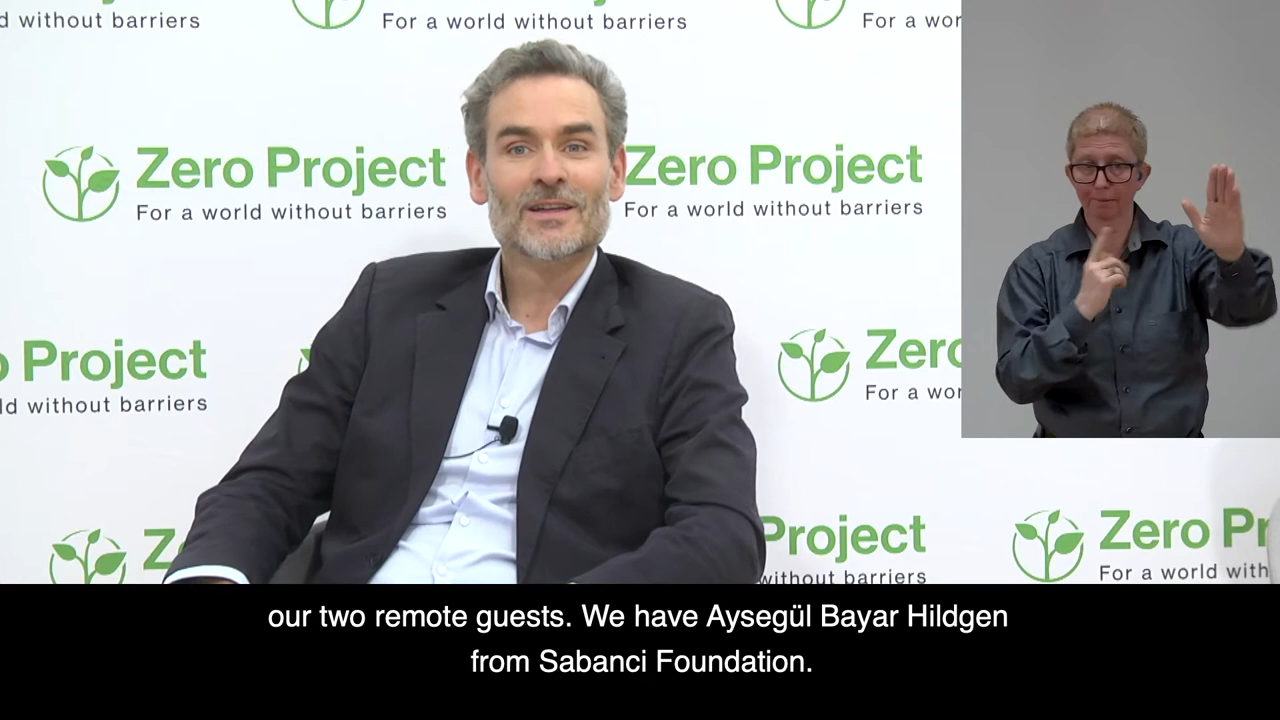 d without barriers
For a world without barriers
For a wor
Zero Project
For a world without barriers
Zero Project
For a world without barriers
o Project
ld without barriers
Zero
For a wor
Z
Project
without barriers
Zero Pr
For a world with
our two remote guests. We have Aysegül Bayar Hildgen
from Sabanci Foundation.